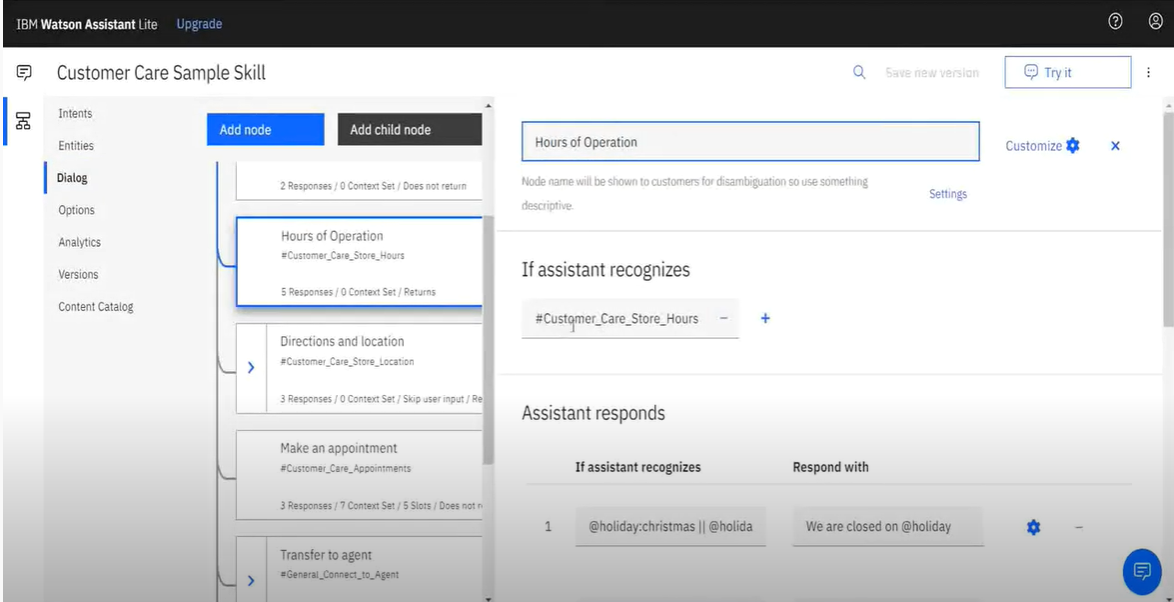 IBM Watson Assistant Lite Upgrade
Customer Care Sample Skill
Save new version
Try it
Intents
Entities
Dialog
Options
Analytics
Versions
Content Catalog
Add node
Add child node
2 Responses / 0 Context Set / Does not return
Hours of Operation
#Customer_Care_Store_Hours
5 Responses / 0 Context Set / Returns
Directions and location
#Customer_Care_Store_Location
3 Responses / 0 Context Set / Skip user input / Re
Make an appointment
#Customer_Care_Appointments
3 Responses / 7 Context Set / 5 Slots / Does not r
Transfer to agent
#General_Connect_to_Agent
Hours of Operation
Customize
Node name will be shown to customers for disambiguation so use something
descriptive.
Settings
If assistant recognizes
#Customer_Care_Store_Hours
Assistant responds
If assistant recognizes
Respond with
1
@holiday:christmas || @holida
We are closed on @holiday